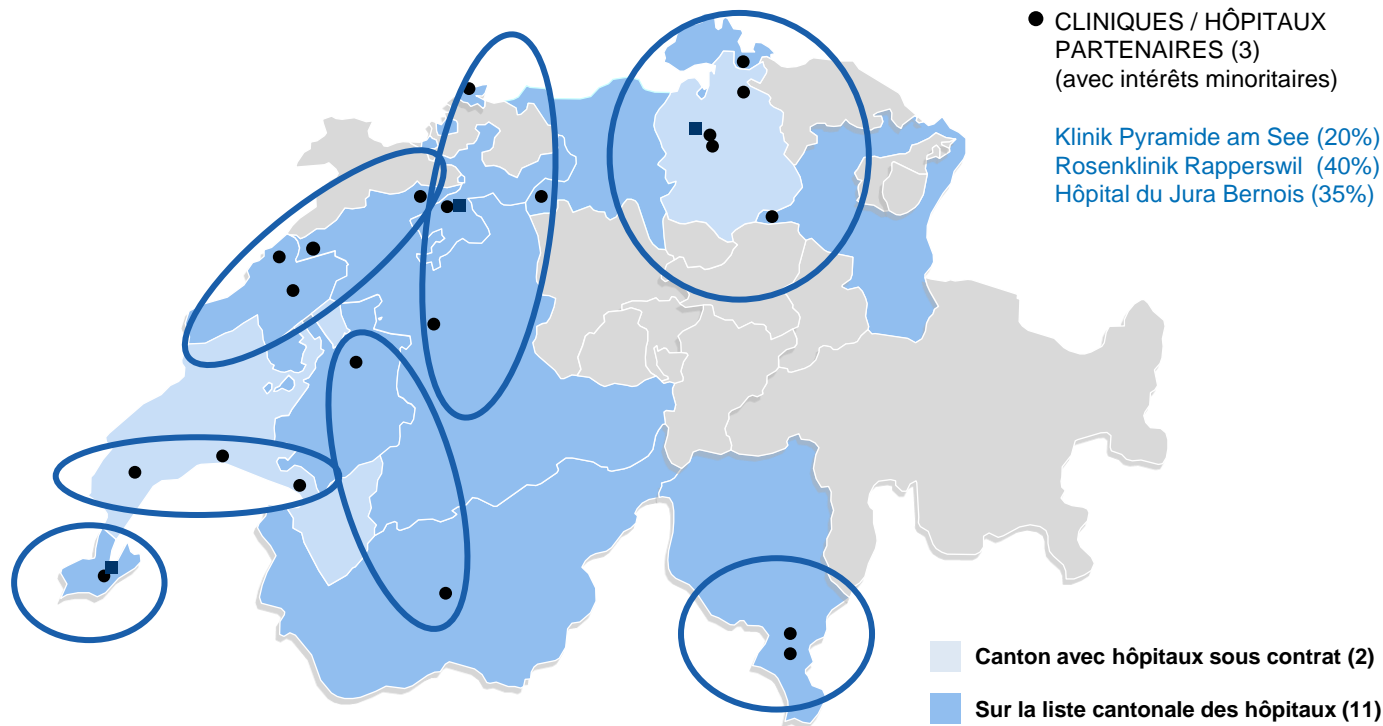 CLINIQUES / HÔPITAUX
PARTENAIRES (3)
(avec intérêts minoritaires)
Klinik Pyramide am See (20%)
Rosenklinik Rapperswil (40%)
Hôpital du Jura Bernois (35%)
Canton avec hôpitaux sous contrat (2)
Sur la liste cantonale des hôpitaux (11)